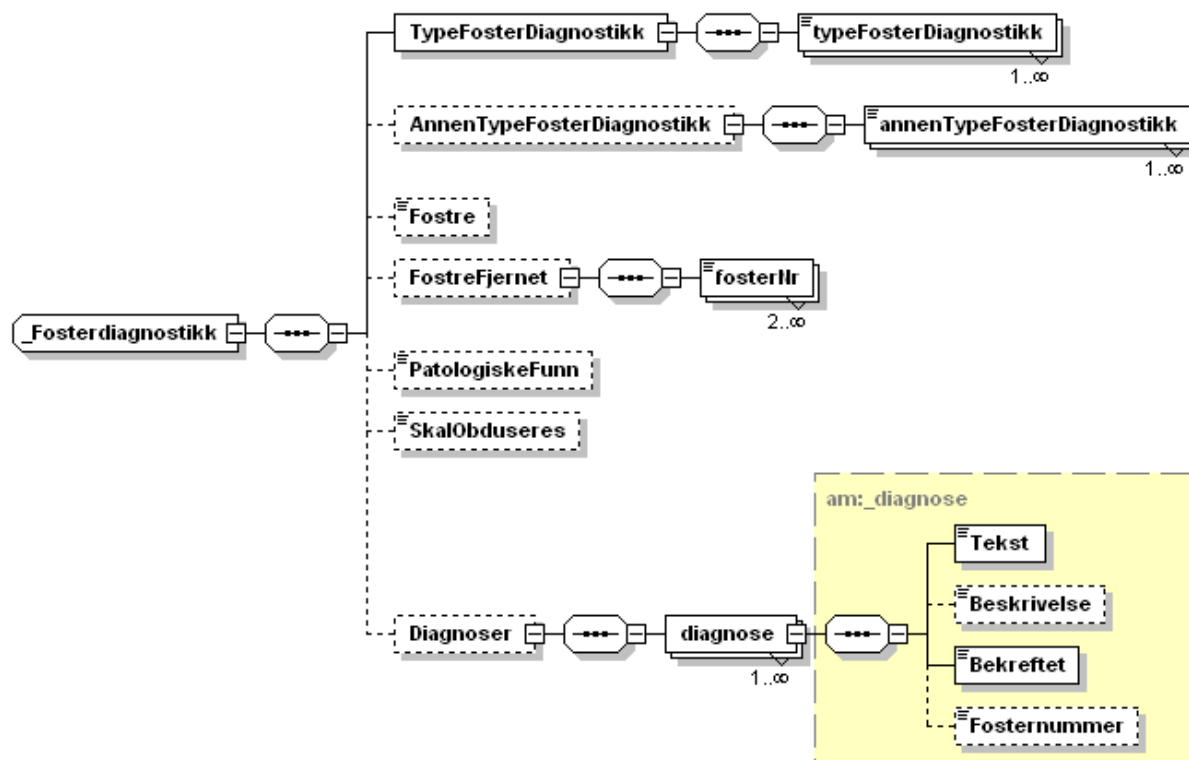 TypeFosterDiagnostikk
typeFosterDiagnostikk
1..∞
AnnenTypeFosterDiagnostikk
annenTypeFosterDiagnostikk
1..∞
Fostre
FostreFjernet
fosterNr
2..∞
_Fosterdiagnostikk
PatologiskeFunn
SkalObduseres
am:_diagnose
Tekst
Beskrivelse
Diagnoser
diagnose
1..∞
Bekreftet
Fosternummer